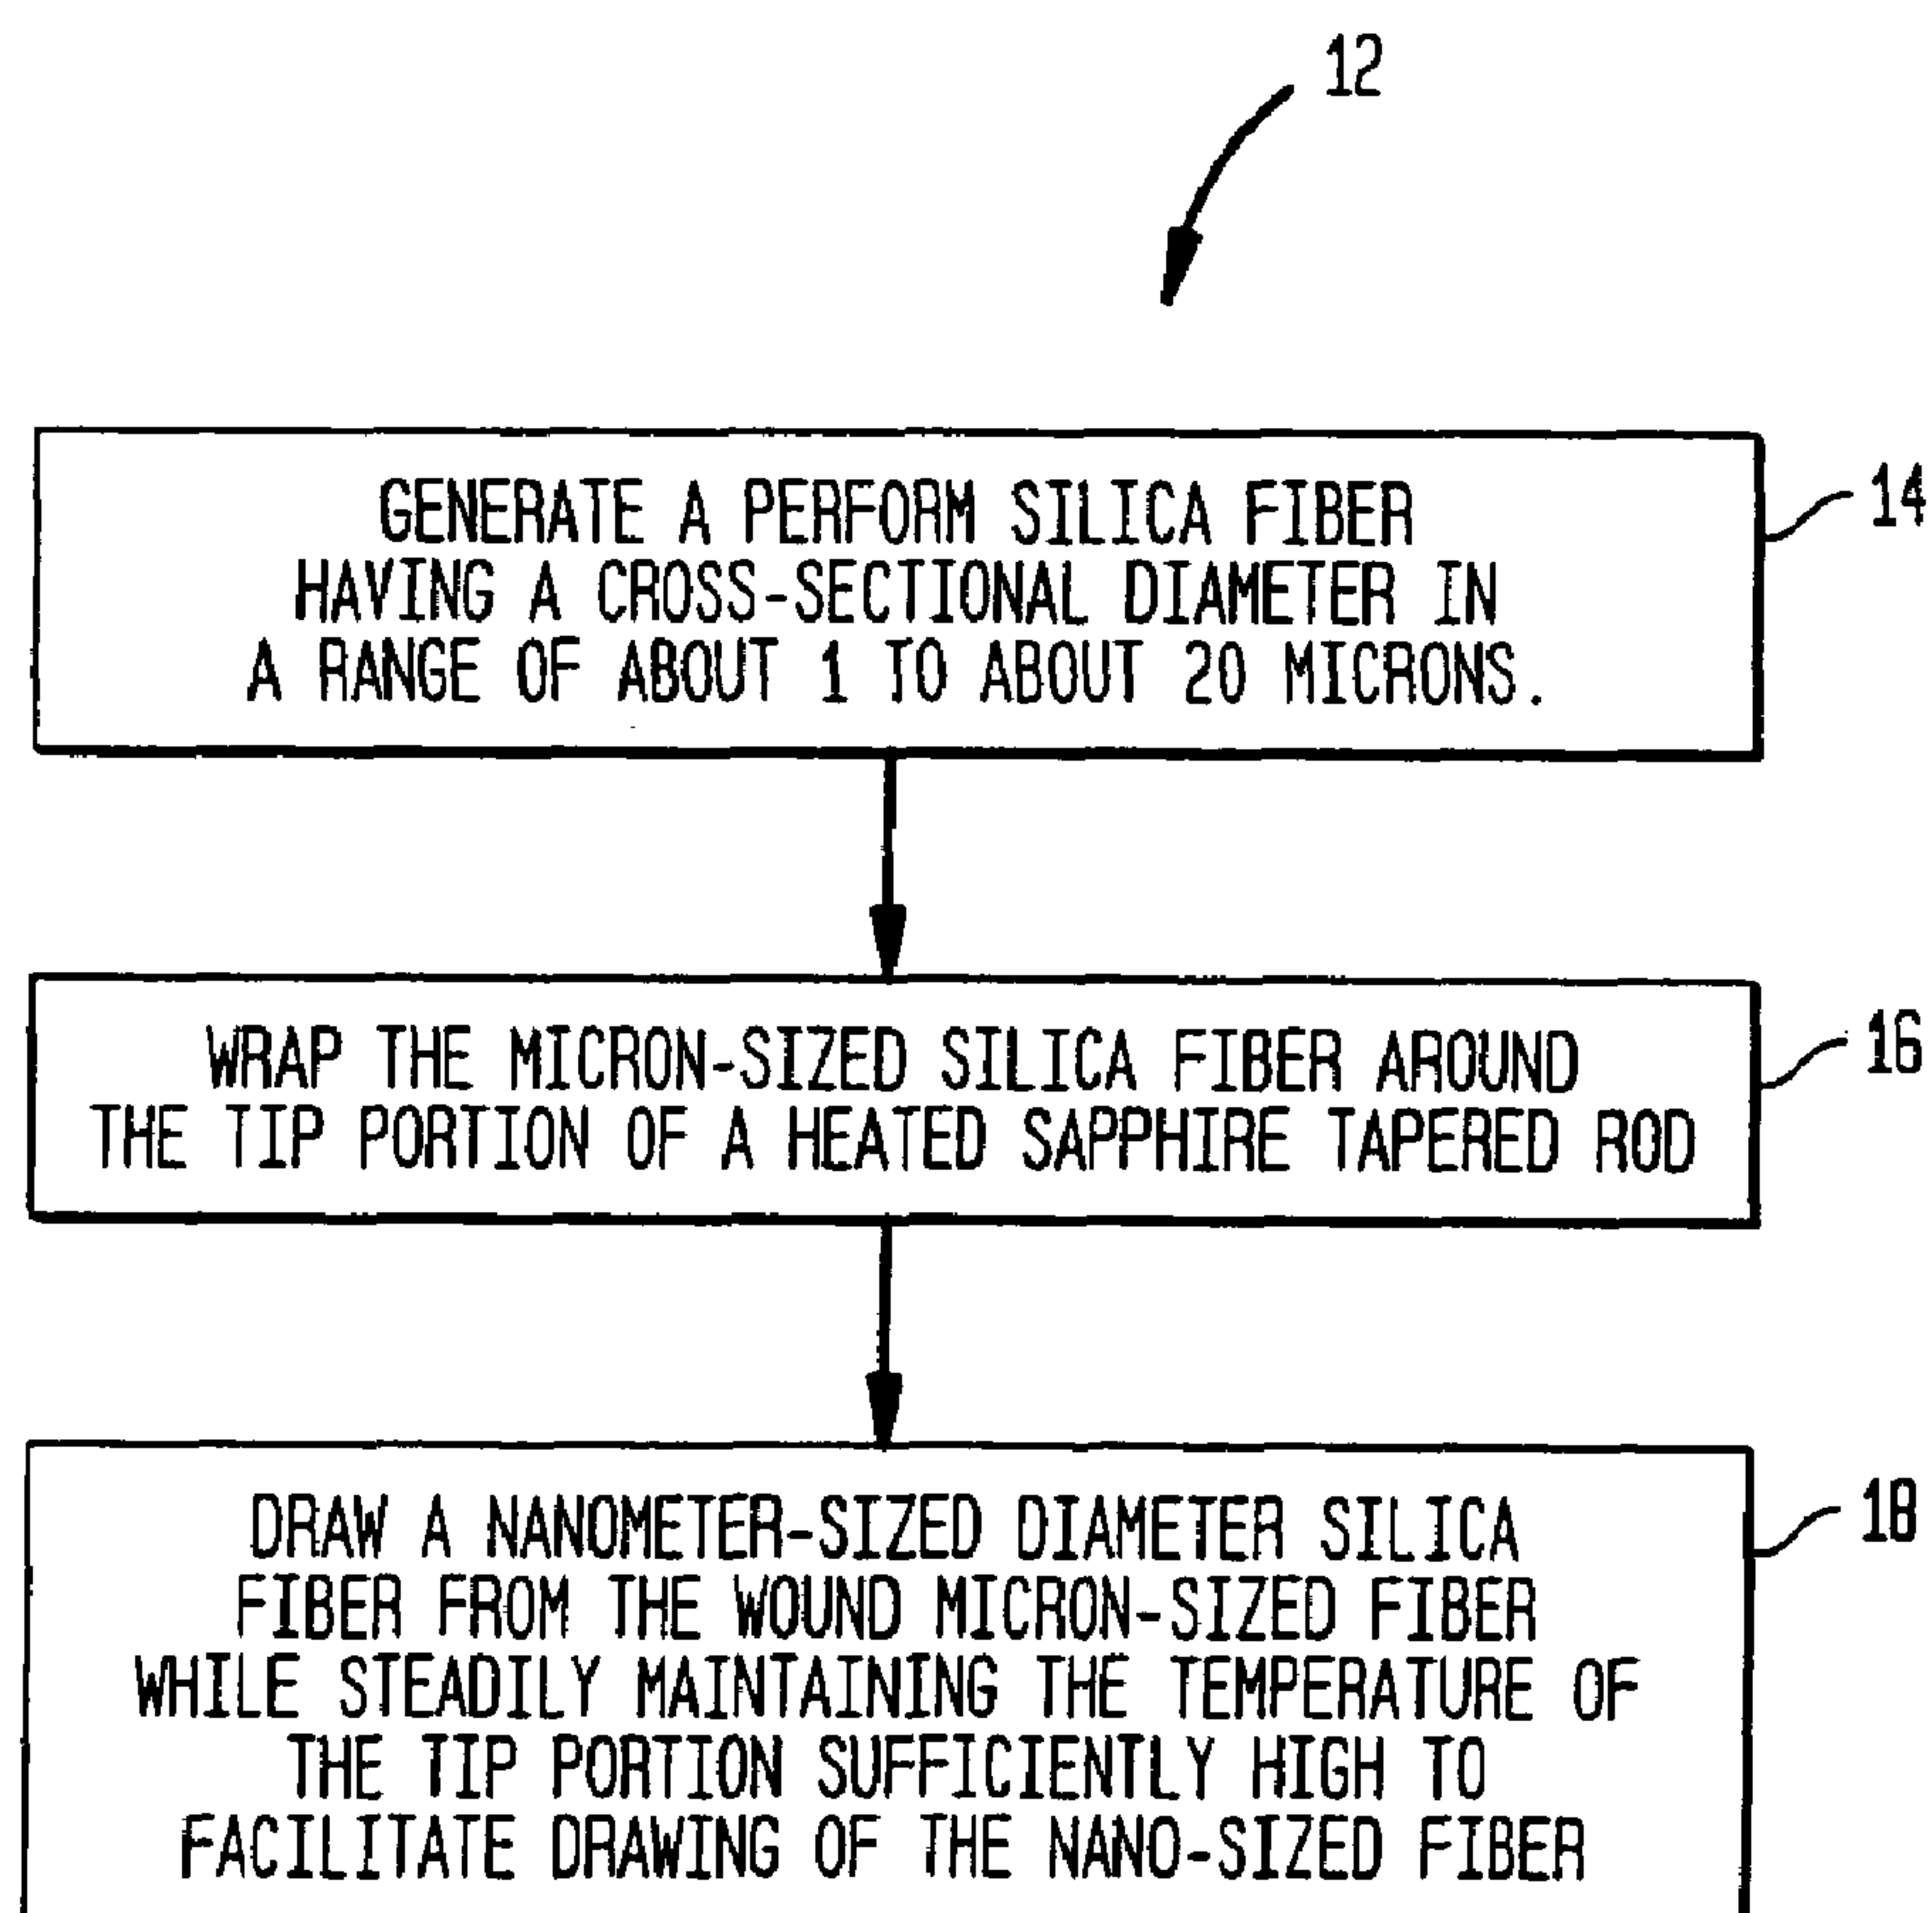 12
GENERATE A PERFORM SILICA FIBER
HAVING A CROSS-SECTIONAL DIAMETER IN
A RANGE OF ABOUT 1 TO ABOUT 20 MICRONS.
14
WRAP THE MICRON-SIZED SILICA FIBER AROUND
THE TIP PORTION OF A HEATED SAPPHIRE TAPERED ROD
16
DRAW A NANOMETER-SIZED DIAMETER SILICA
FIBER FROM THE WOUND MICRON-SIZED FIBER
WHILE STEADILY MAINTAINING THE TEMPERATURE OF
THE TIP PORTION SUFFICIENTLY HIGH TO
FACILITATE DRAWING OF THE NANO-SIZED FIBER
18